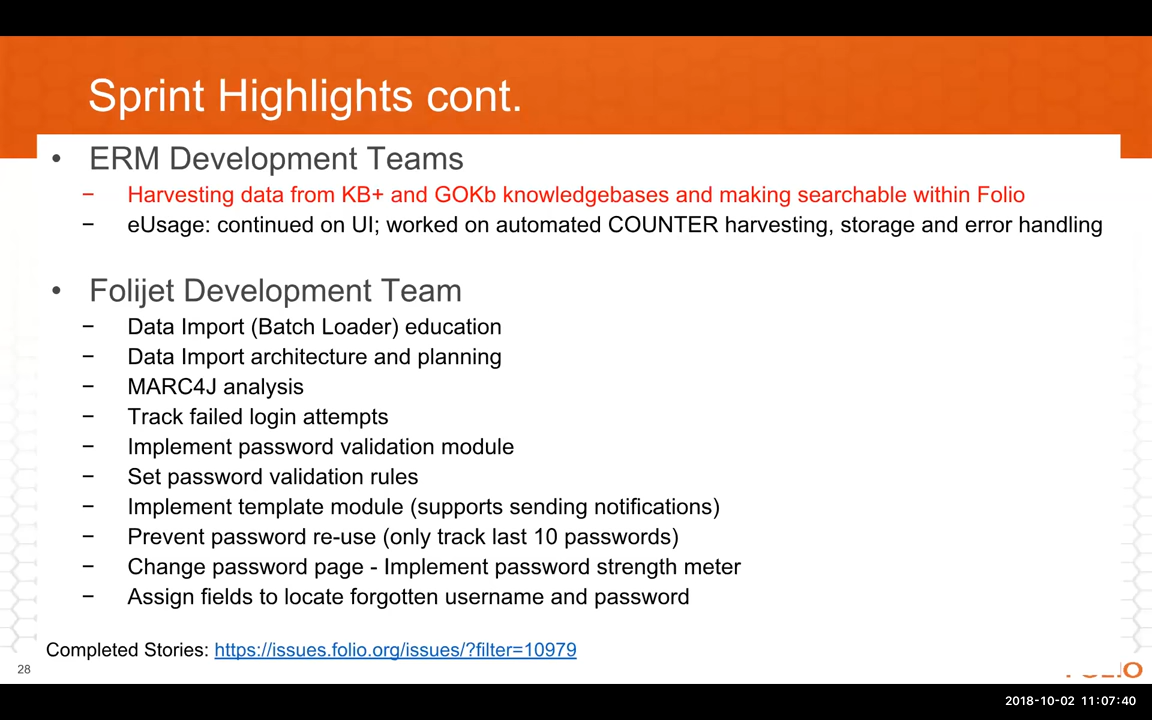 Sprint Highlights cont.
• ERM Development Teams
− Harvesting data from KB+ and GOKb knowledgebases and making searchable within Folio
− eUsage: continued on UI; worked on automated COUNTER harvesting, storage and error handling
• Folijet Development Team
− Data Import (Batch Loader) education
− Data Import architecture and planning
− MARC4J analysis
− Track failed login attempts
− Implement password validation module
− Set password validation rules
− Implement template module (supports sending notifications)
− Prevent password re-use (only track last 10 passwords)
− Change password page - Implement password strength meter
− Assign fields to locate forgotten username and password
Completed Stories: https://issues.folio.org/issues/?filter=10979
28
2018-10-02 11:07:40